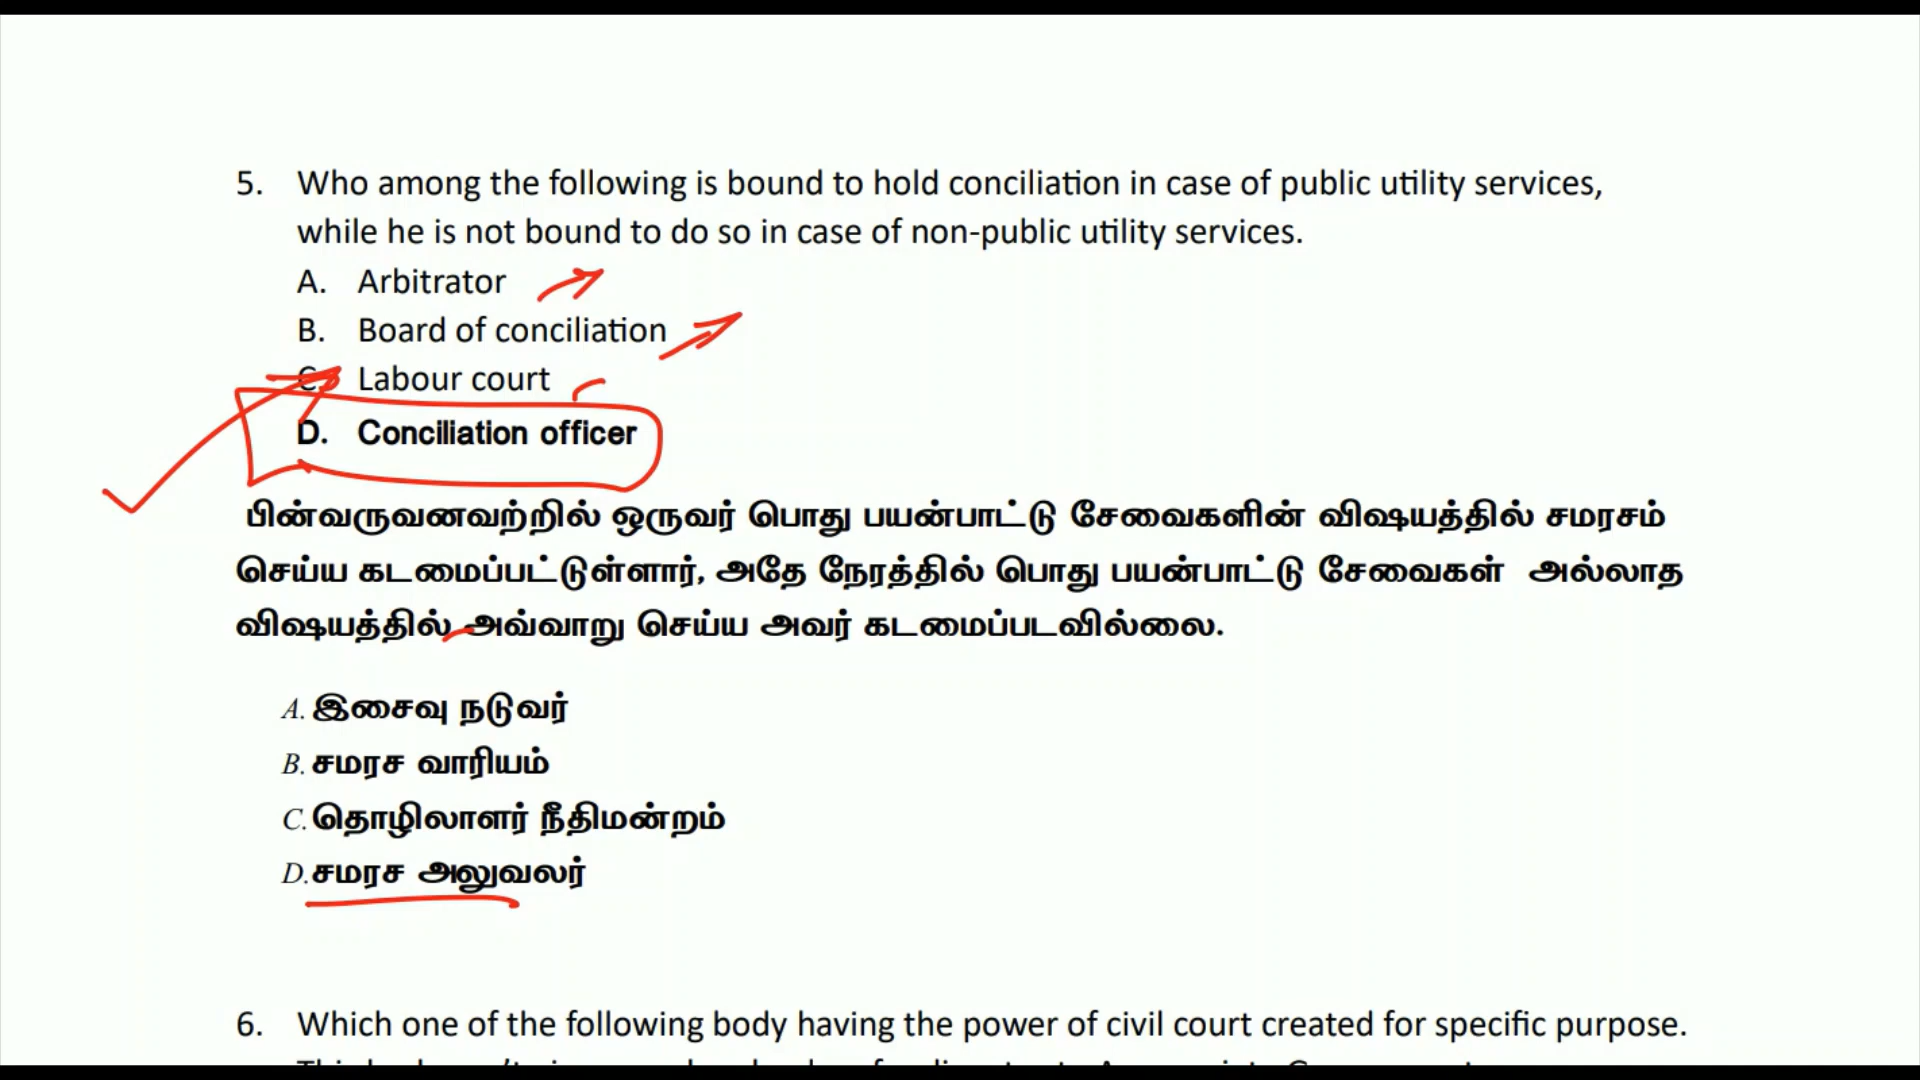 5. Who among the following is bound to hold conciliation in case of public utility services,
while he is not bound to do so in case of non-public utility services.
A. Arbitrator
B. Board of conciliation
C. Labour court
D. Conciliation officer
பின்வருவனவற்றில் ஒருவர் பொது பயன்பாட்டு சேவைகளின் விஷயத்தில் சமரசம்
செய்ய கடமைப்பட்டுள்ளார், அதே நேரத்தில் பொது பயன்பாட்டு சேவைகள் அல்லாத
விஷயத்தில் அவ்வாறு செய்ய அவர் கடமைப்படவில்லை.
A. இசைவு நடுவர்
B. சமரச வாரியம்
C. தொழிலாளர் நீதிமன்றம்
D. சமரச அலுவலர்
6. Which one of the following body having the power of civil court created for specific purpose.